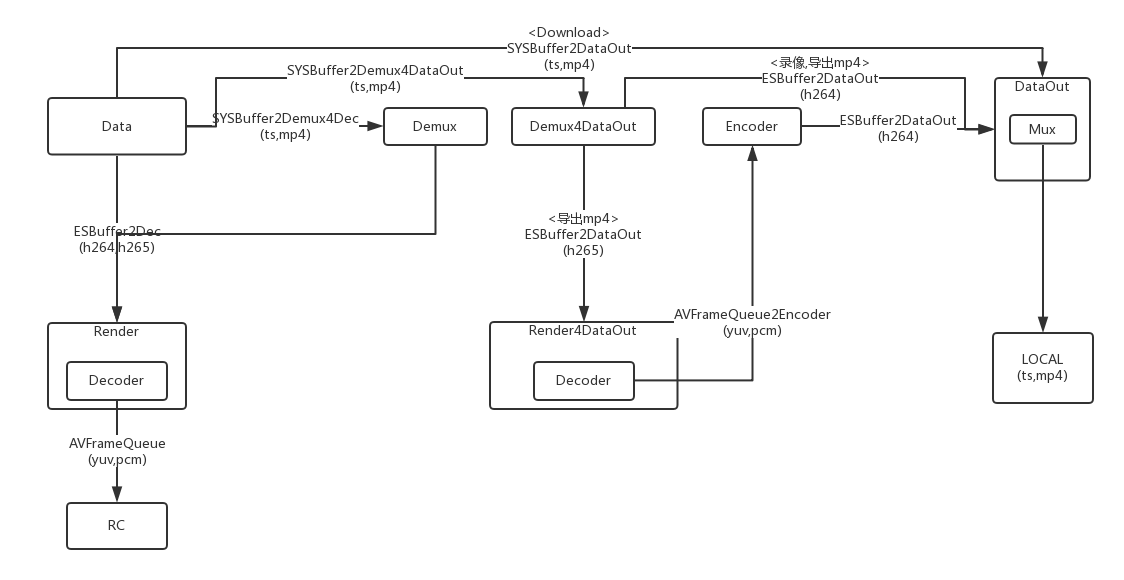 <Download>
SYSBuffer2DataOut
(ts,mp4)
SYSBuffer2Demux4DataOut
(ts,mp4)
<录像,导出mp4>
ESBuffer2DataOut
(h264)
Data
SYSBuffer2Demux4Dec
(ts,mp4)
Demux
Demux4DataOut
Encoder
ESBuffer2DataOut
(h264)
DataOut
Mux
ESBuffer2Dec
(h264,h265)
<导出mp4>
ESBuffer2DataOut
(h265)
Render
Decoder
Render4DataOut
Decoder
AVFrameQueue2Encoder
(yuv,pcm)
LOCAL
(ts,mp4)
AVFrameQueue
(yuv,pcm)
RC